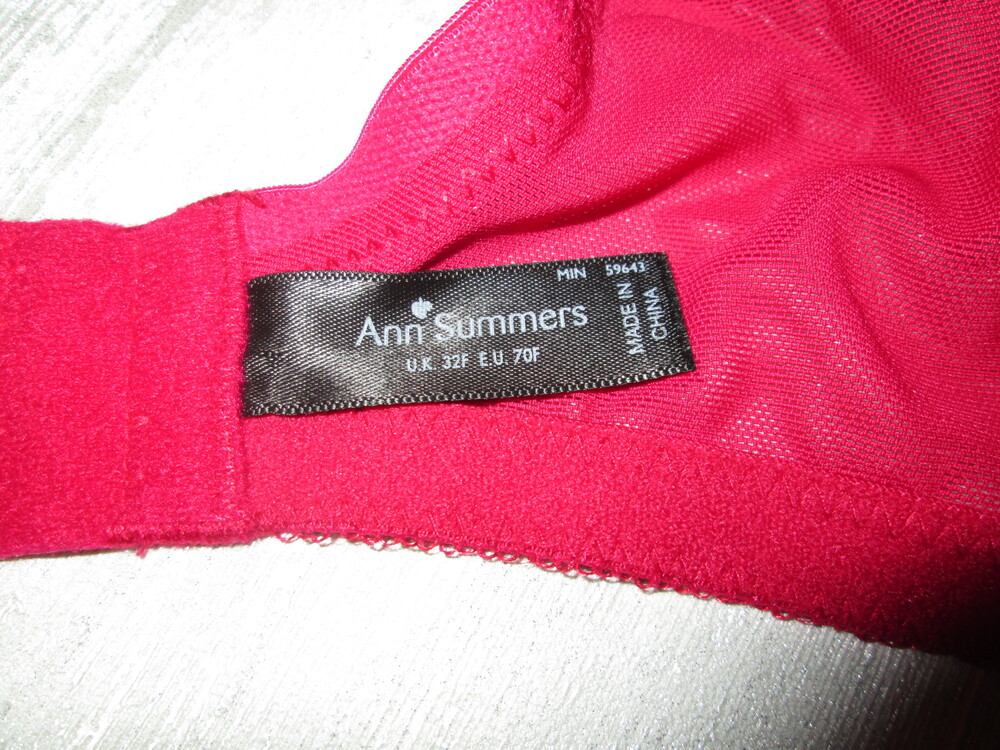 MIN 59643
Ann Summers
U.K. 32F E.U. 70F
MADE IN
CHINA